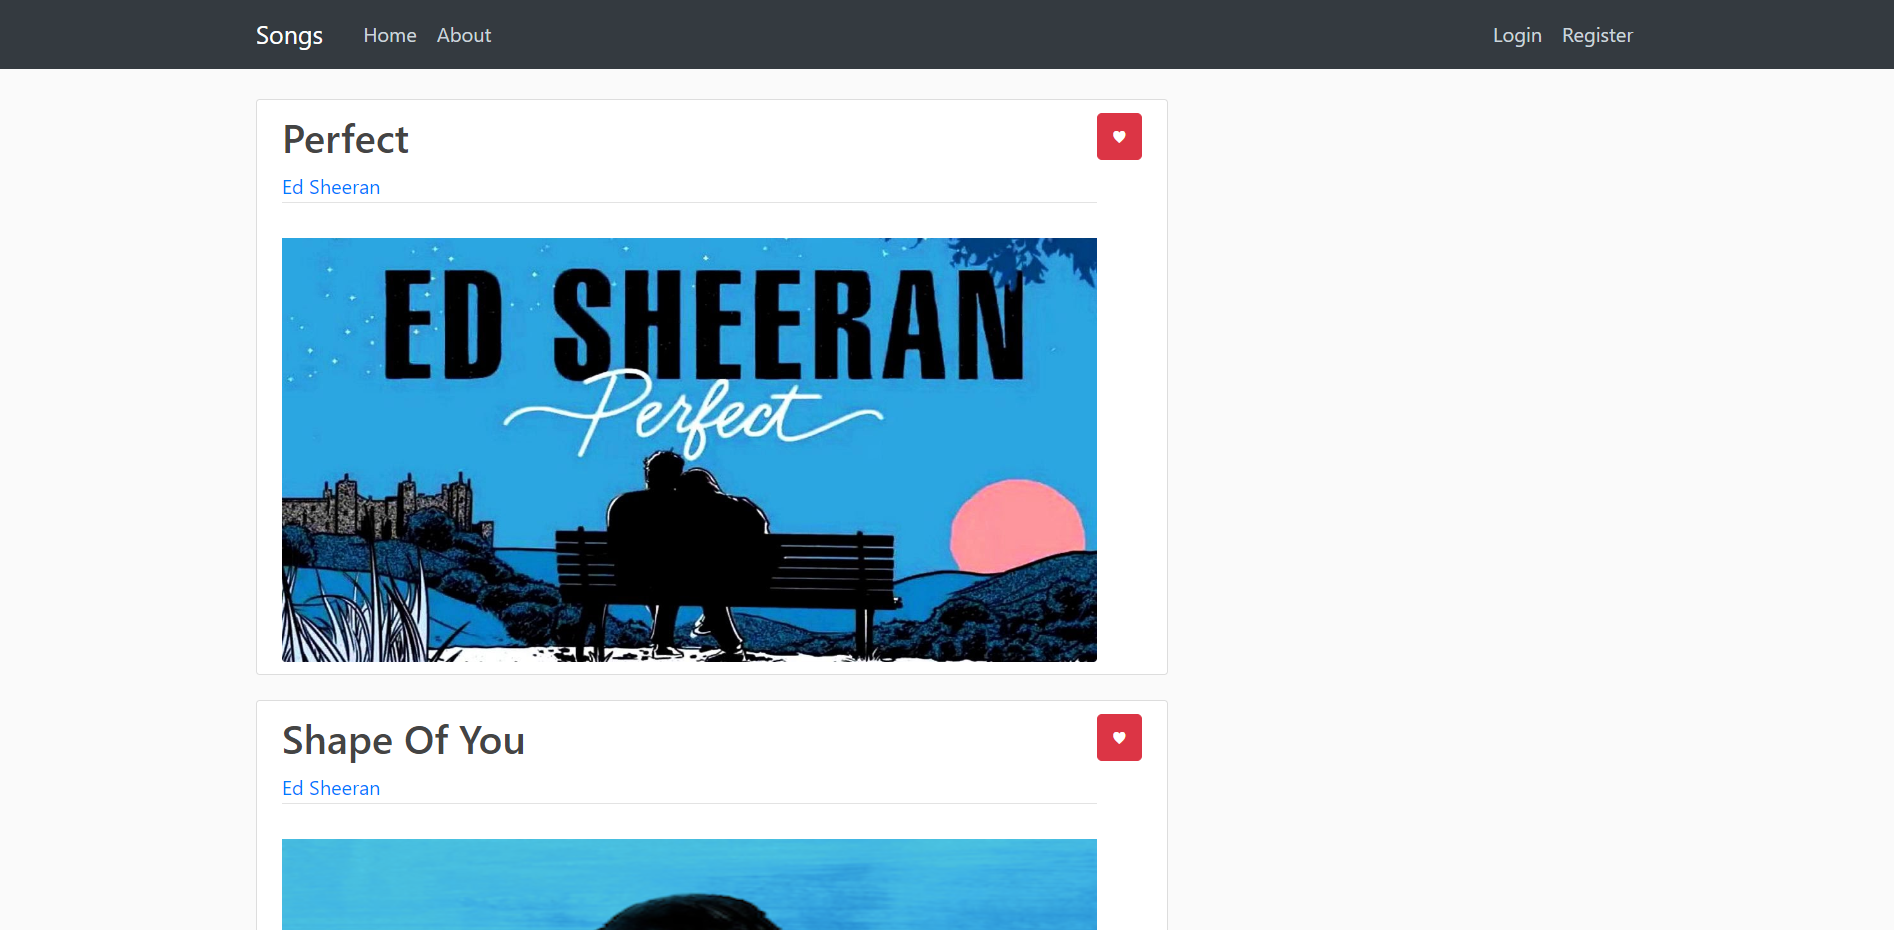 Songs Home About Login Register
Perfect
Ed Sheeran
ED SHEERAN
Perfect
Shape Of You
Ed Sheeran